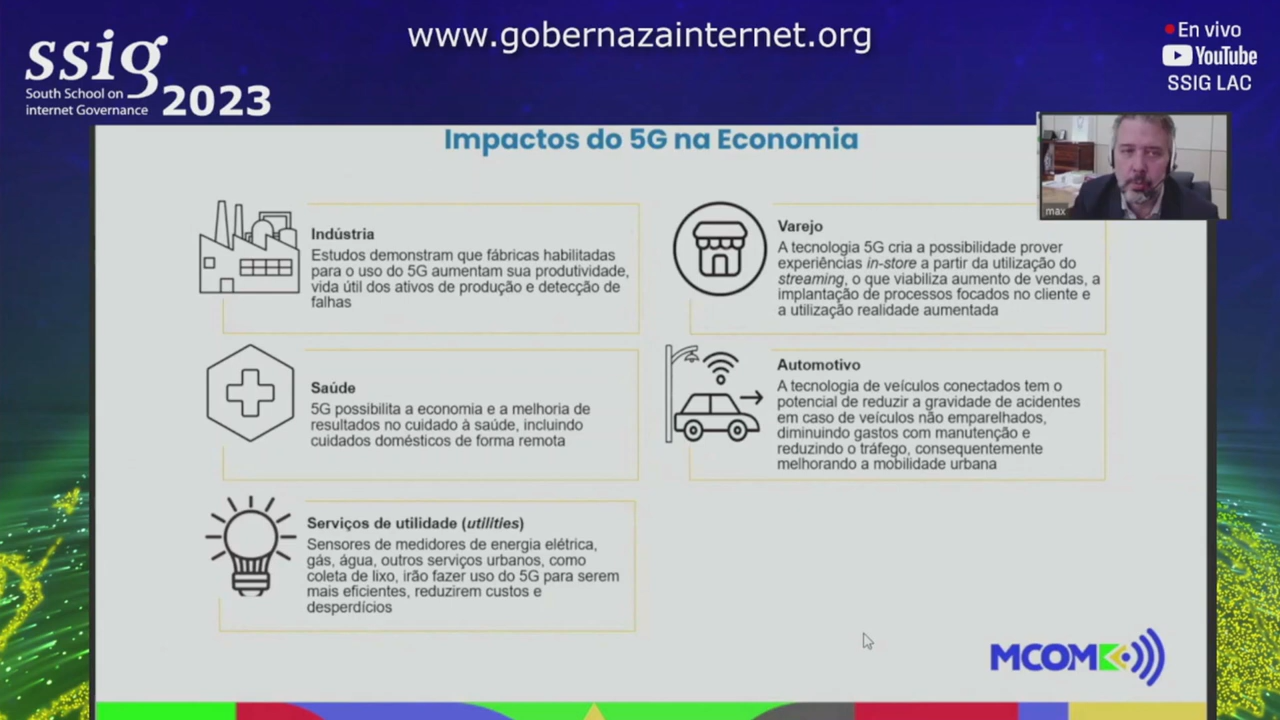 www.gobernazainternet.org
ssig
South School on
internet Governance
2023
En vivo
YouTube
SSIG LAC
Impactos do 5G na Economia
max
Indústria
Estudos demonstram que fábricas habilitadas
para o uso do 5G aumentam sua produtividade,
vida útil dos ativos de produção e detecção de
falhas
Varejo
A tecnologia 5G cria a possibilidade prover
experiências in-store a partir da utilização do
streaming, o que viabiliza aumento de vendas, a
implantação de processos focados no cliente e
a utilização realidade aumentada
Saúde
5G possibilita a economia e a melhoria de
resultados no cuidado à saúde, incluindo
cuidados domésticos de forma remota
Automotivo
A tecnologia de veículos conectados tem o
potencial de reduzir a gravidade de acidentes
em caso de veículos não emparelhados,
diminuindo gastos com manutenção e
reduzindo o tráfego, consequentemente
melhorando a mobilidade urbana
Serviços de utilidade (utilities)
Sensores de medidores de energia elétrica,
gás, água, outros serviços urbanos, como
coleta de lixo, irão fazer uso do 5G para serem
mais eficientes, reduzirem custos e
desperdícios
MCOM